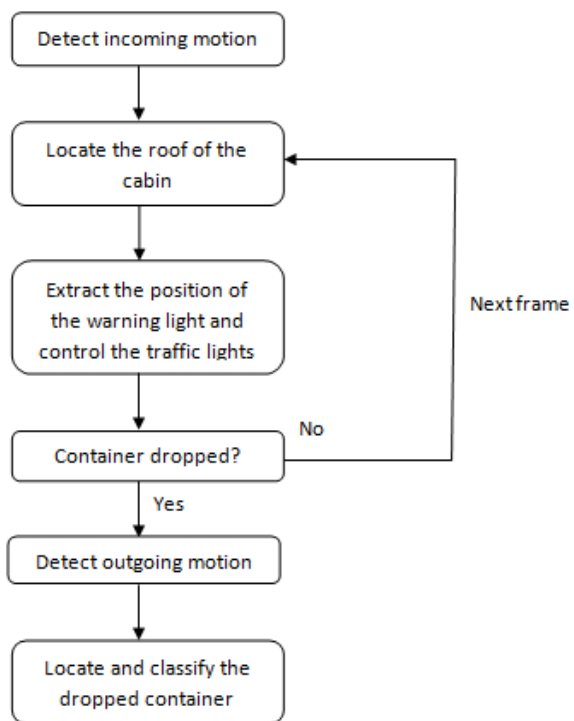 Detect incoming motion
Locate the roof of the
cabin
Extract the position of
the warning light and
control the traffic lights
Next frame
Container dropped?
No
Yes
Detect outgoing motion
Locate and classify the
dropped container